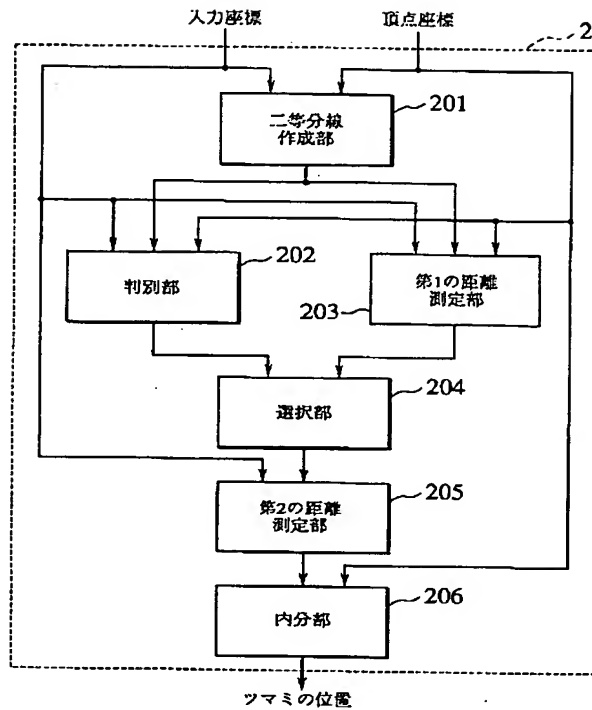 入力座標
頂点座標
2
二等分線
作成部
201
判別部
202
第1の距離
測定部
203
選択部
204
第2の距離
測定部
205
内分部
206
ツマミの位置